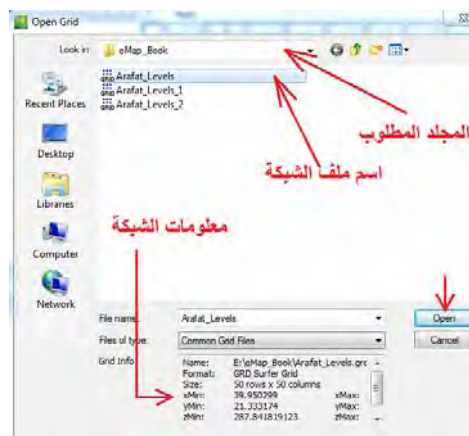 Open Grid
Look in: eMap_Book
Arafat_Levels
Arafat_Levels_1
Arafat_Levels_2
Recent Places
المجلد المطلوب
Desktop
اسم ملف الشبكة
Libraries
معلومات الشبكة
Computer
Network
File name: Arafat_Levels Open
Files of type: Common Grid Files Cancel
Grid Info
Name: E:\eMap_Book\Arafat_Levels.grd
Format: GRD Surfer Grid
Size: 50 rows x 50 columns
xMin: 39.950299 xMax:
yMin: 21.333174 yMax:
zMin: 287.841819123 zMax: